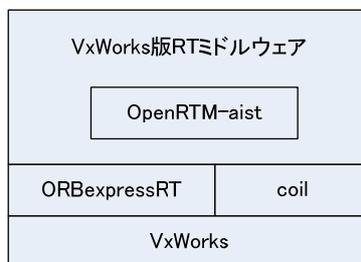 VxWorks版RTミドルウェア
OpenRTM-aist
ORBexpressRT
coil
VxWorks